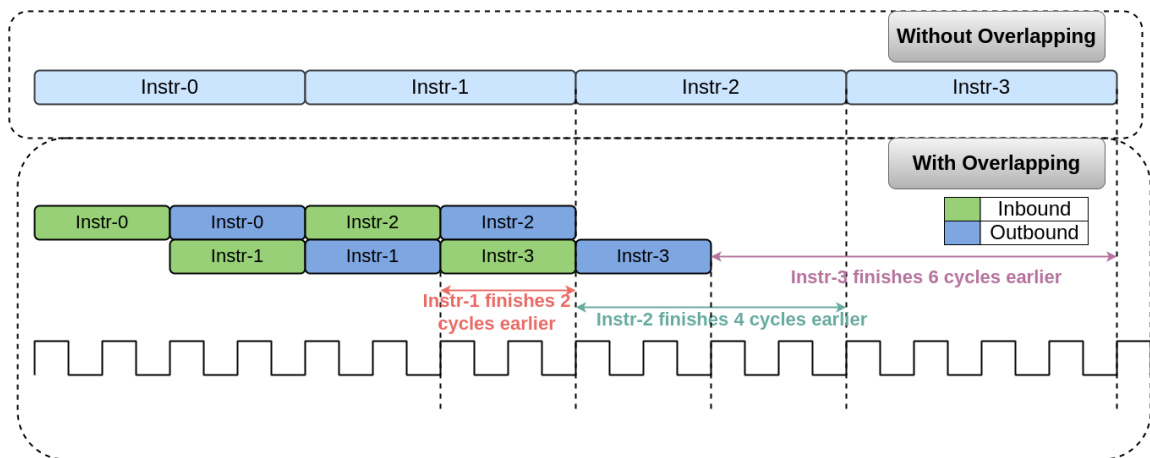 Without Overlapping
Instr-0 Instr-1 Instr-2 Instr-3
With Overlapping
Inbound
Outbound
Instr-0 Instr-0 Instr-2 Instr-2
Instr-1 Instr-1 Instr-3 Instr-3
Instr-3 finishes 6 cycles earlier
Instr-1 finishes 2
cycles earlier
Instr-2 finishes 4 cycles earlier